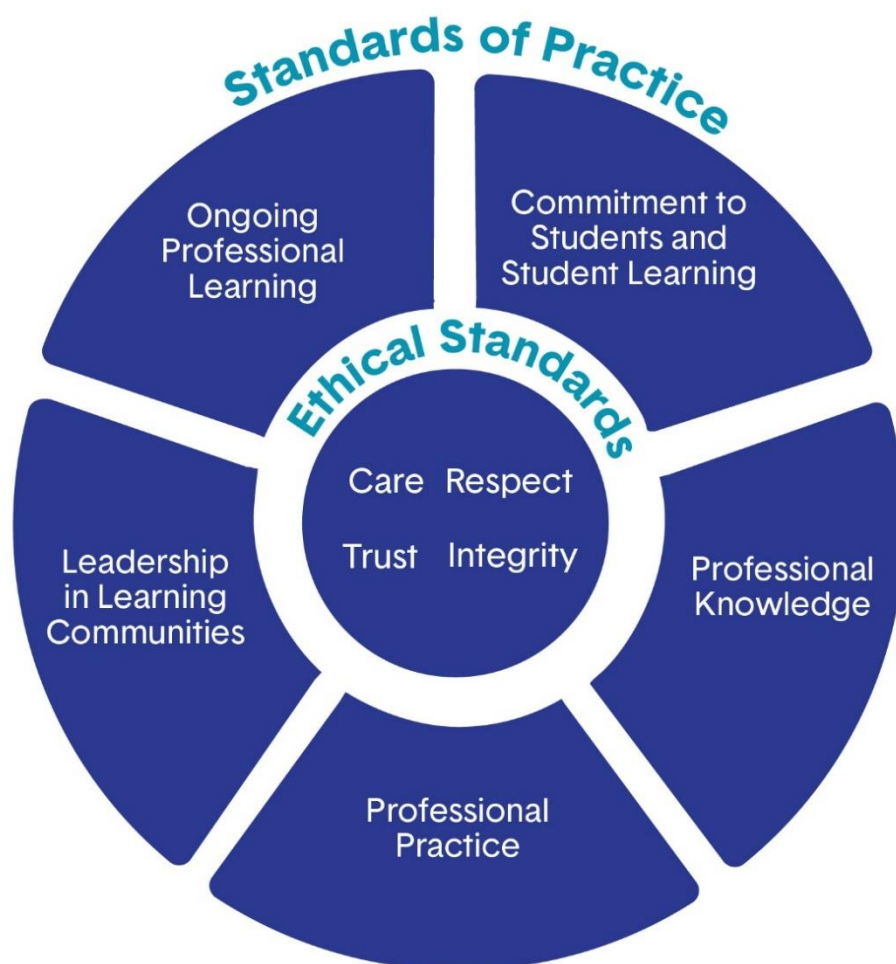 Standards of Practice
Ongoing
Professional
Learning
Commitment to
Students and
Student Learning
Ethical Standards
Care Respect
Trust Integrity
Leadership
in Learning
Communities
Professional
Knowledge
Professional
Practice